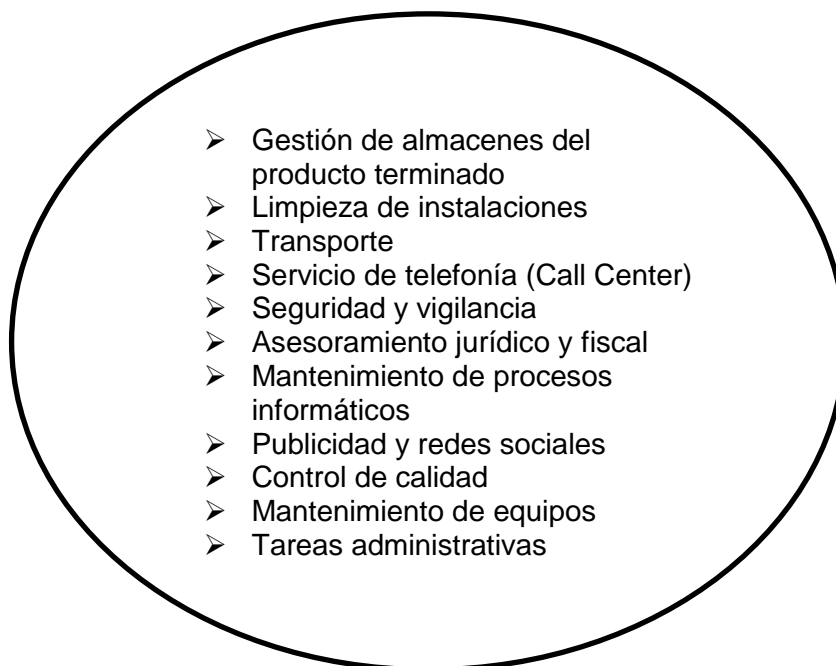 ➢ Gestión de almacenes del
producto terminado
➢ Limpieza de instalaciones
➢ Transporte
➢ Servicio de telefonía (Call Center)
➢ Seguridad y vigilancia
➢ Asesoramiento jurídico y fiscal
➢ Mantenimiento de procesos
informáticos
➢ Publicidad y redes sociales
➢ Control de calidad
➢ Mantenimiento de equipos
➢ Tareas administrativas